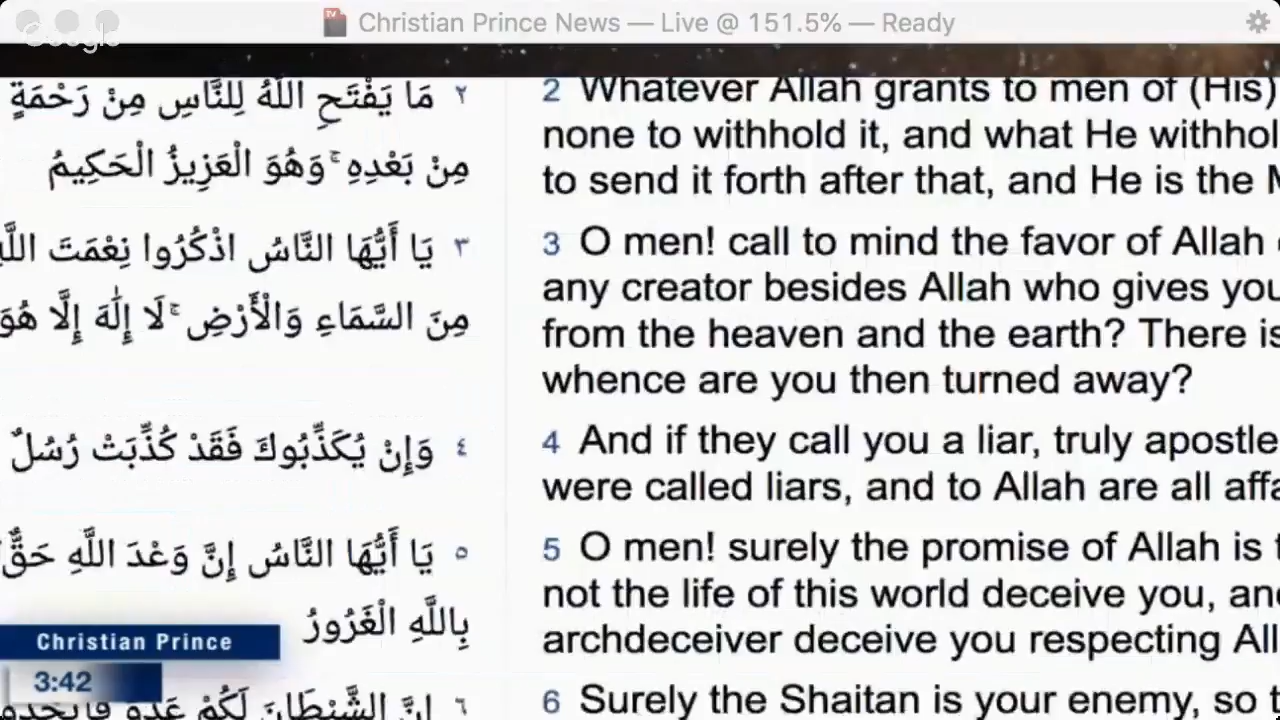 Christian Prince News — Live @ 151.5% — Ready
Google
٢ مَا يَفْتَحِ اللَّهُ لِلنَّاسِ مِنْ رَحْمَةٍ
مِنْ بَعْدِهِ ۚ وَهُوَ الْعَزِيزُ الْحَكِيمُ
٣ يَا أَيُّهَا النَّاسُ اذْكُرُوا نِعْمَتَ
مِنَ السَّمَاءِ وَالْأَرْضِ ۚ لَا إِلَٰهَ إِلَّا هُوَ
٤ وَإِنْ يُكَذِّبُوكَ فَقَدْ كُذِّبَتْ رُسُلٌ
٥ يَا أَيُّهَا النَّاسُ إِنَّ وَعْدَ اللَّهِ حَقٌّ
بِاللَّهِ الْغَرُورُ
٦ إِنَّ الشَّيْطَانَ لَكُمْ عَدُوٌّ فَاتَّخِذُوهُ
2 Whatever Allah grants to men of (His)
none to withhold it, and what He withhol
to send it forth after that, and He is the M
3 O men! call to mind the favor of Allah
any creator besides Allah who gives you
from the heaven and the earth? There is
whence are you then turned away?
4 And if they call you a liar, truly apostle
were called liars, and to Allah are all affa
5 O men! surely the promise of Allah is t
not the life of this world deceive you, and
archdeceiver deceive you respecting All
6 Surely the Shaitan is your enemy, so t
Christian Prince
3:42